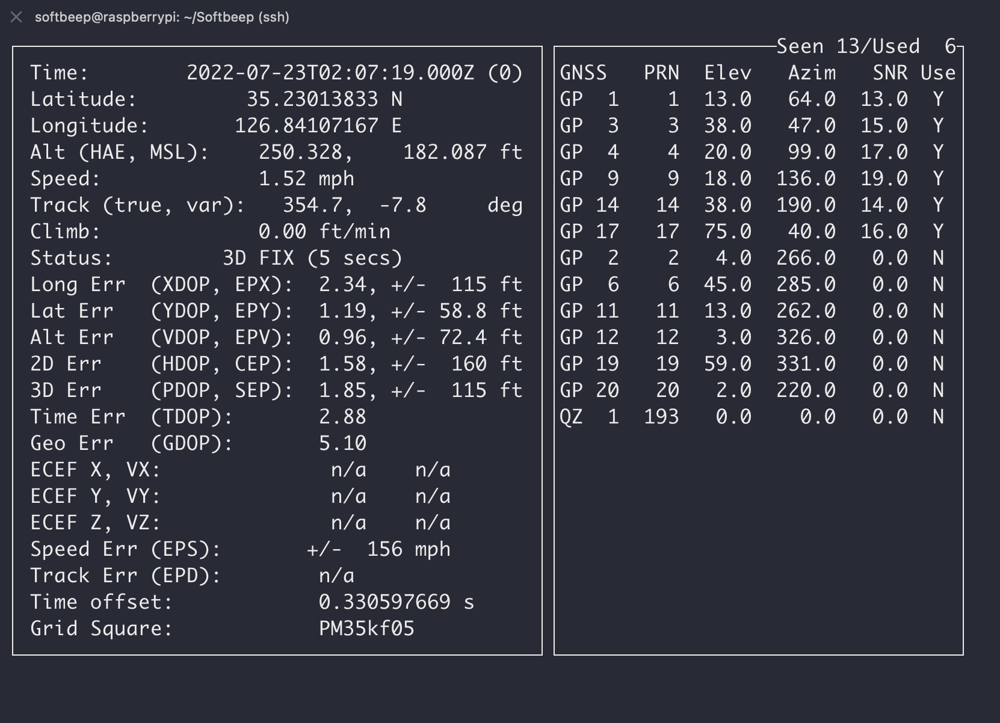 softbeep@raspberrypi: ~/Softbeep (ssh)
Time: 2022-07-23T02:07:19.000Z (0)
Latitude: 35.23013833 N
Longitude: 126.84107167 E
Alt (HAE, MSL): 250.328, 182.087 ft
Speed: 1.52 mph
Track (true, var): 354.7, -7.8 deg
Climb: 0.00 ft/min
Status: 3D FIX (5 secs)
Long Err (XDOP, EPX): 2.34, +/- 115 ft
Lat Err (YDOP, EPY): 1.19, +/- 58.8 ft
Alt Err (VDOP, EPV): 0.96, +/- 72.4 ft
2D Err (HDOP, CEP): 1.58, +/- 160 ft
3D Err (PDOP, SEP): 1.85, +/- 115 ft
Time Err (TDOP): 2.88
Geo Err (GDOP): 5.10
ECEF X, VX: n/a n/a
ECEF Y, VY: n/a n/a
ECEF Z, VZ: n/a n/a
Speed Err (EPS): +/- 156 mph
Track Err (EPD): n/a
Time offset: 0.330597669 s
Grid Square: PM35kf05
Seen 13/Used 6
GNSS PRN Elev Azim SNR Use
GP 1 1 13.0 64.0 13.0 Y
GP 3 3 38.0 47.0 15.0 Y
GP 4 4 20.0 99.0 17.0 Y
GP 9 9 18.0 136.0 19.0 Y
GP 14 14 38.0 190.0 14.0 Y
GP 17 17 75.0 40.0 16.0 Y
GP 2 2 4.0 266.0 0.0 N
GP 6 6 45.0 285.0 0.0 N
GP 11 11 13.0 262.0 0.0 N
GP 12 12 3.0 326.0 0.0 N
GP 19 19 59.0 331.0 0.0 N
GP 20 20 2.0 220.0 0.0 N
QZ 1 193 0.0 0.0 0.0 N